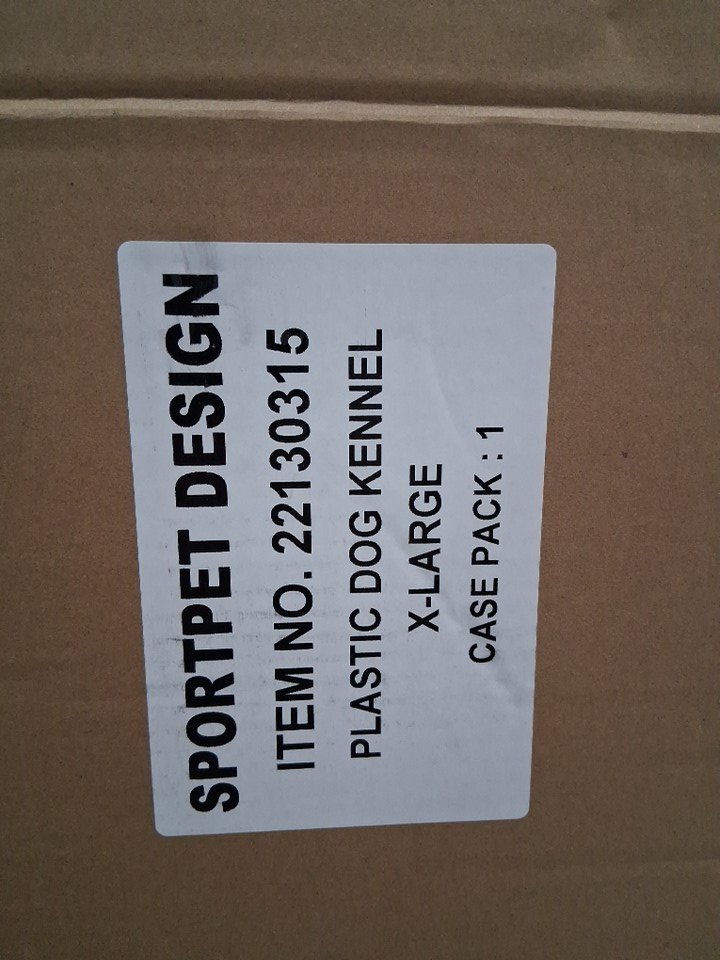 SPORTPET DESIGN
ITEM NO. 22130315
PLASTIC DOG KENNEL
X-LARGE
CASE PACK : 1